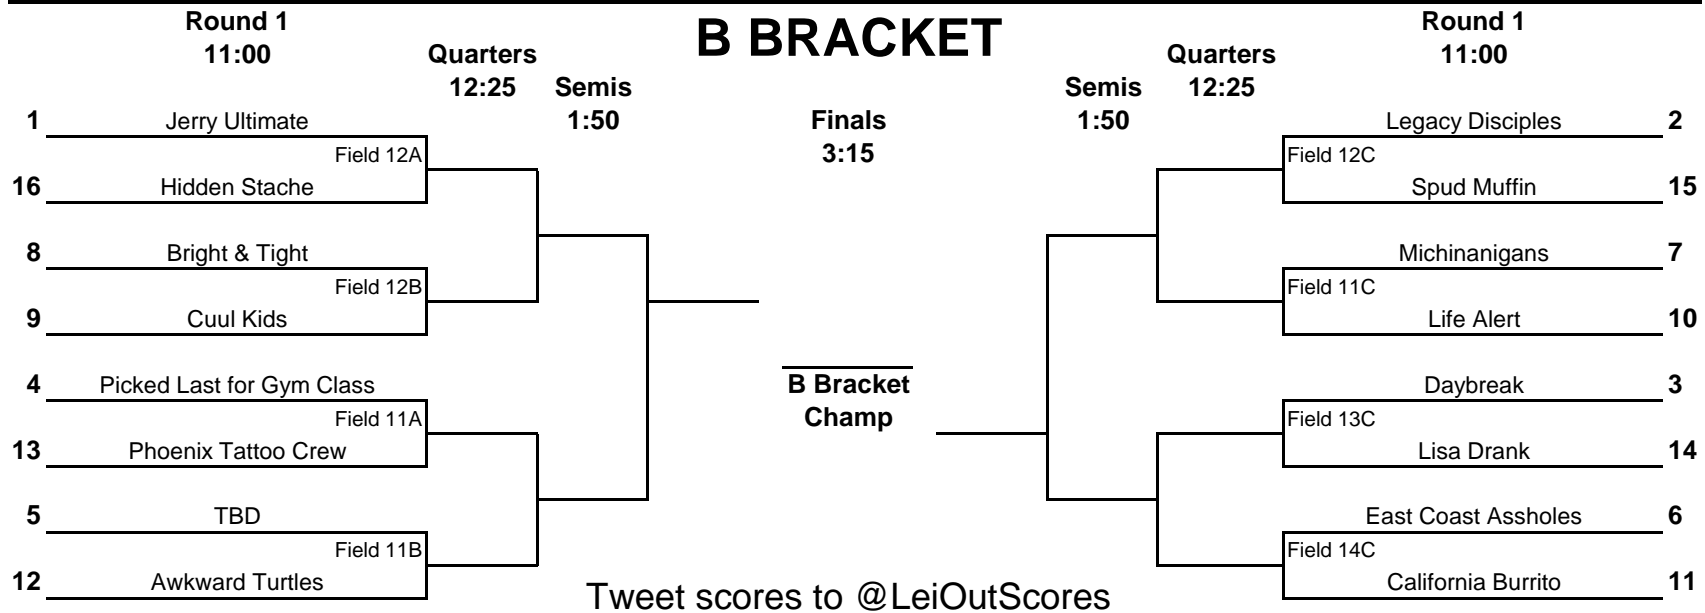 B BRACKET
Round 1
11:00
Quarters
12:25
Semis
1:50
Finals
3:15
Semis
1:50
Quarters
12:25
Round 1
11:00
1 Jerry Ultimate
Field 12A
16 Hidden Stache
8 Bright & Tight
Field 12B
9 Cuul Kids
4 Picked Last for Gym Class
Field 11A
13 Phoenix Tattoo Crew
5 TBD
Field 11B
12 Awkward Turtles
B Bracket
Champ
Legacy Disciples 2
Field 12C
Spud Muffin 15
Michinanigans 7
Field 11C
Life Alert 10
Daybreak 3
Field 13C
Lisa Drank 14
East Coast Assholes 6
Field 14C
California Burrito 11
Tweet scores to @LeiOutScores